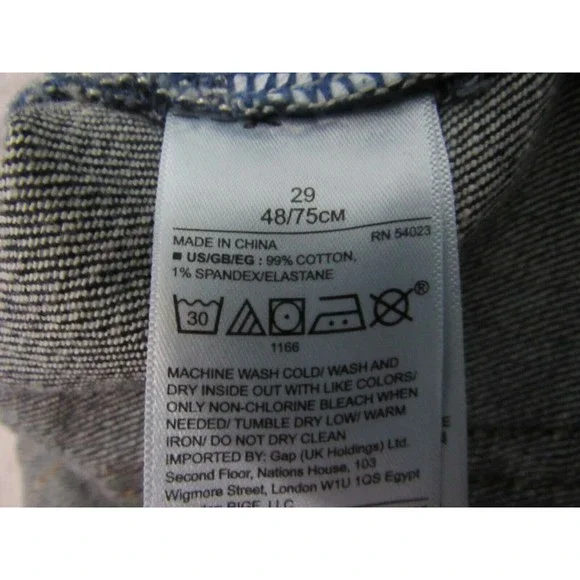 29
48/75CM
MADE IN CHINA RN 54023
■ US/GB/EG : 99% COTTON,
1% SPANDEX/ELASTANE
30
®
1166
MACHINE WASH COLD/ WASH AND
DRY INSIDE OUT WITH LIKE COLORS/
ONLY NON-CHLORINE BLEACH WHEN
NEEDED/ TUMBLE DRY LOW/ WARM
IRON/ DO NOT DRY CLEAN
IMPORTED BY: Gap (UK Holdings) Ltd.
Second Floor, Nations House, 103
Wigmore Street, London W1U 1QS Egypt